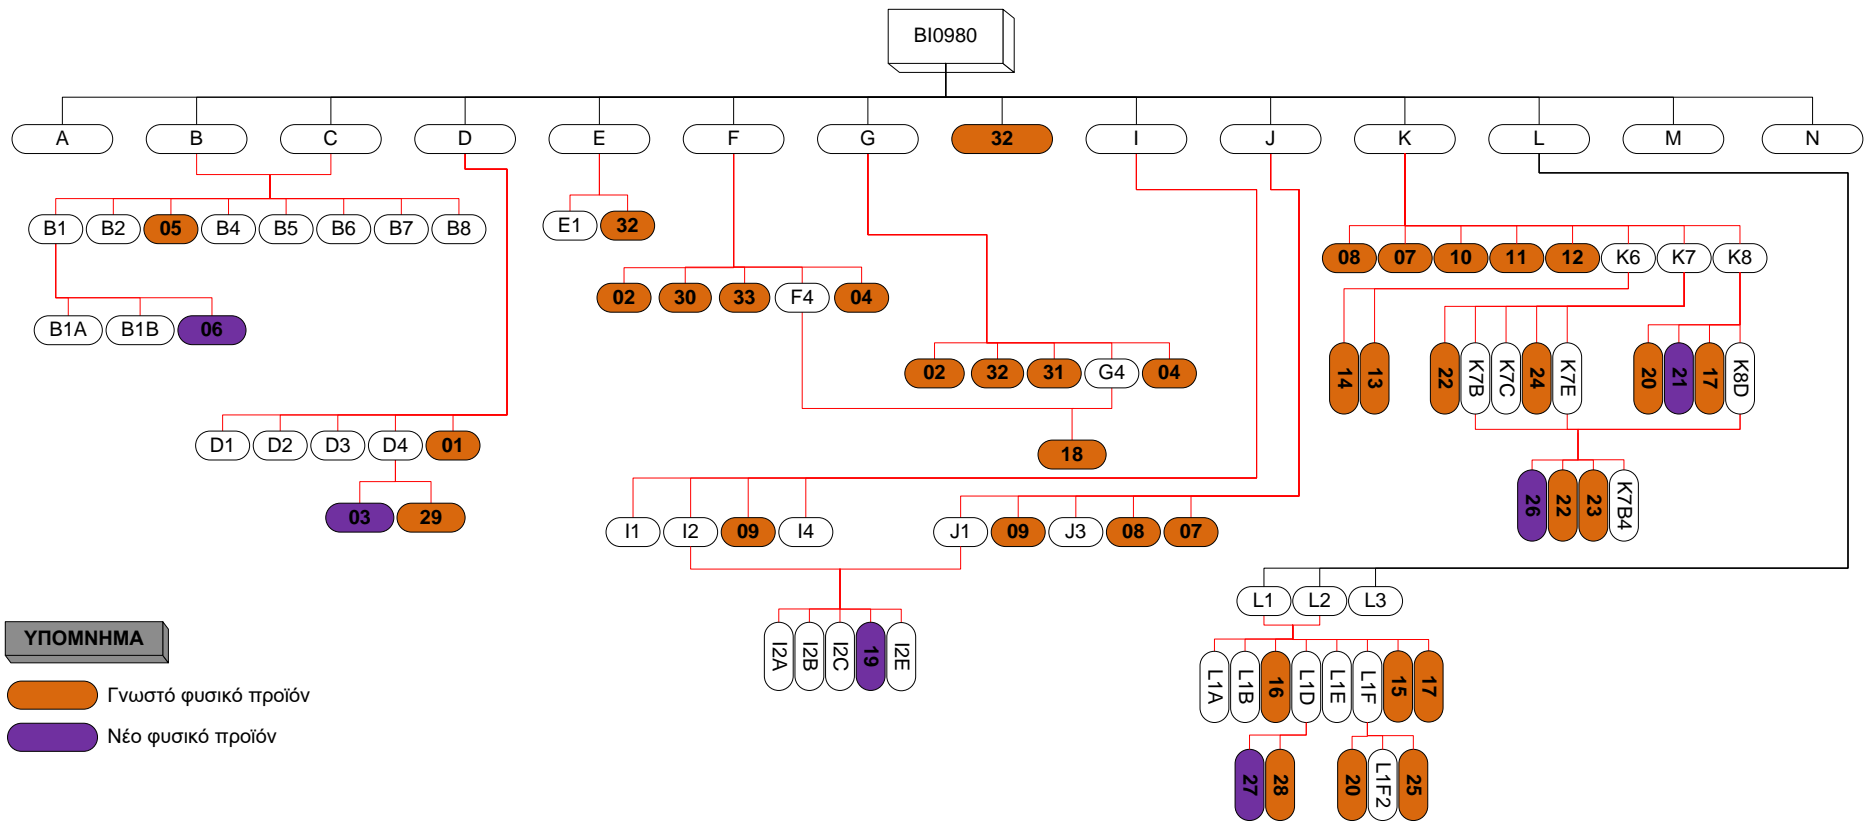 BI0980
A B C D E F G 32 I J K L M N
B1 B2 05 B4 B5 B6 B7 B8 E1 32
08 07 10 11 12 K6 K7 K8
02 30 33 F4 04
B1A B1B 06
02 32 31 G4 04
14 13 22 K7B K7C 24 K7E 20 21 17 K8D
D1 D2 D3 D4 01
18
26 22 23 K7B4
03 29
I1 I2 09 I4 J1 09 J3 08 07
L1 L2 L3
I2A I2B I2C 19 I2E
L1A L1B 16 L1D L1E L1F 15 17
27 28 20 L1F2 25
ΥΠΟΜΝΗΜΑ
Γνωστό φυσικό προϊόν
Νέο φυσικό προϊόν